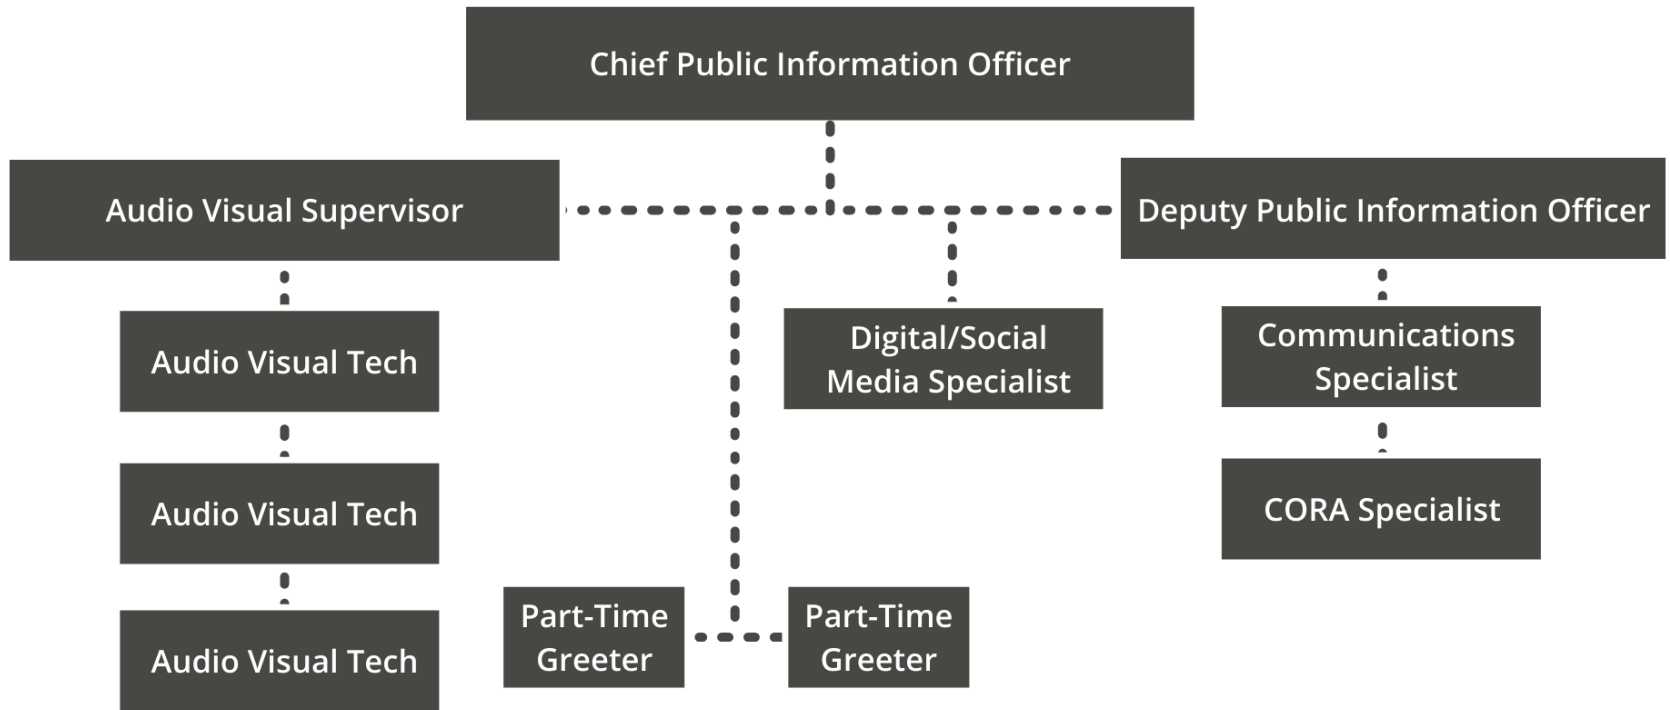 Chief Public Information Officer
Audio Visual Supervisor
Deputy Public Information Officer
Audio Visual Tech
Digital/Social
Media Specialist
Communications
Specialist
Audio Visual Tech
CORA Specialist
Part-Time
Greeter
Part-Time
Greeter
Audio Visual Tech